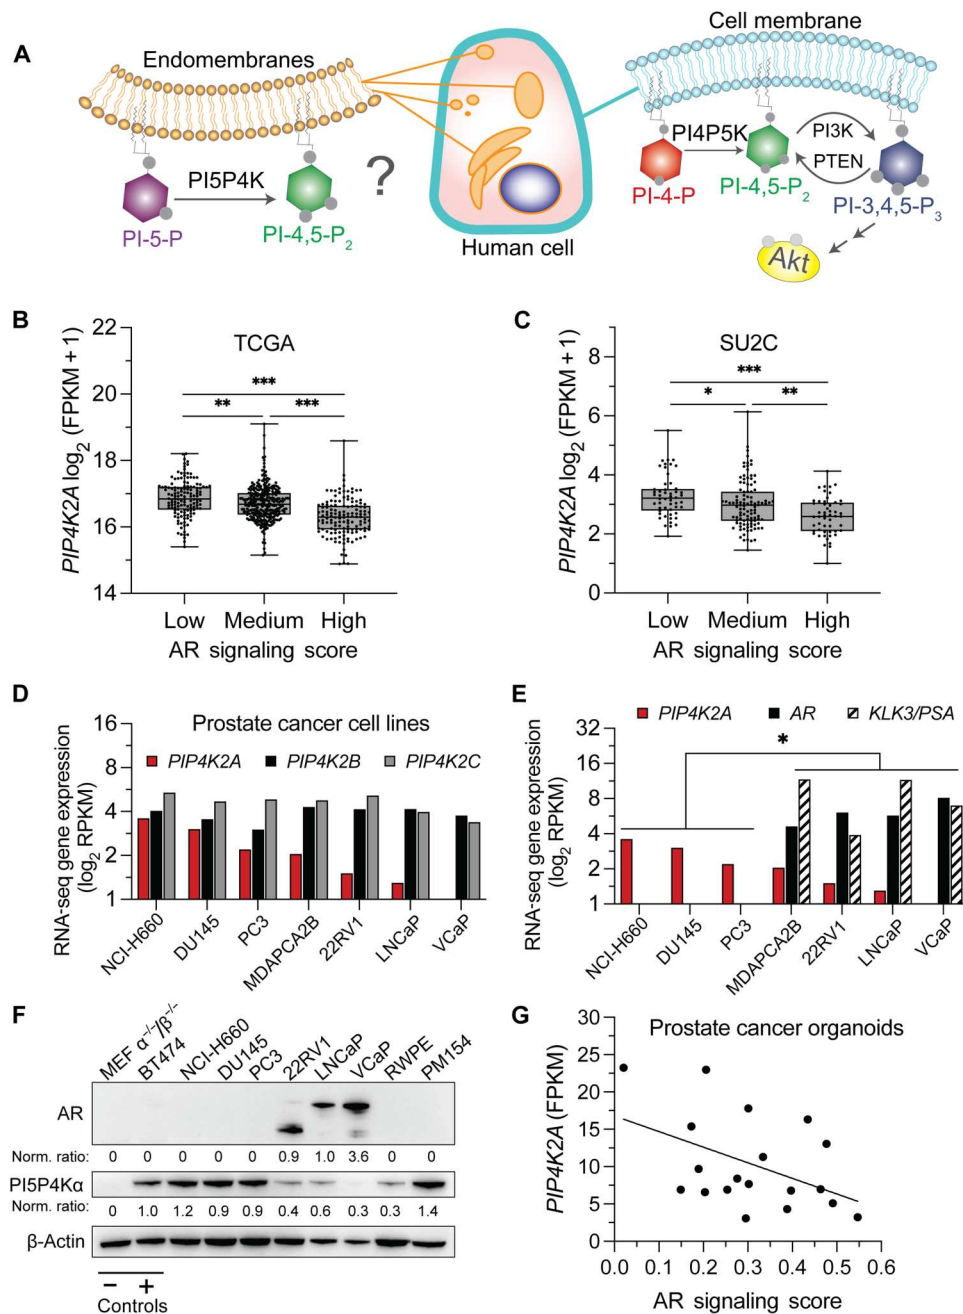 A
Endomembranes
Cell membrane
PI5P4K
?
PI-5-P
PI-4,5-P2
Human cell
PI4P5K
PI3K
PTEN
PI-4-P
PI-4,5-P2
PI-3,4,5-P3
Akt
B
TCGA
PIP4K2A log2 (FPKM + 1)
22
20
18
16
14
***
** ***
Low Medium High
AR signaling score
C
SU2C
PIP4K2A log2 (FPKM + 1)
8
6
4
2
0
***
* **
Low Medium High
AR signaling score
D
Prostate cancer cell lines
PIP4K2A PIP4K2B PIP4K2C
RNA-seq gene expression
(log2 RPKM)
16
8
4
2
1
NCI-H660 DU145 PC3 MDAPCA2B 22RV1 LNCaP VCaP
E
PIP4K2A AR KLK3/PSA
*
RNA-seq gene expression
(log2 RPKM)
32
16
8
4
2
1
NCI-H660 DU145 PC3 MDAPCA2B 22RV1 LNCaP VCaP
F
MEF α−/−/β−/− BT474 NCI-H660 DU145 PC3 22RV1 LNCaP VCaP RWPE PM154
AR
Norm. ratio: 0 0 0 0 0 0.9 1.0 3.6 0 0
PI5P4Kα
Norm. ratio: 0 1.0 1.2 0.9 0.9 0.4 0.6 0.3 0.3 1.4
β-Actin
− +
Controls
G
Prostate cancer organoids
PIP4K2A (FPKM)
30
25
20
15
10
5
0
0.0 0.1 0.2 0.3 0.4 0.5 0.6
AR signaling score